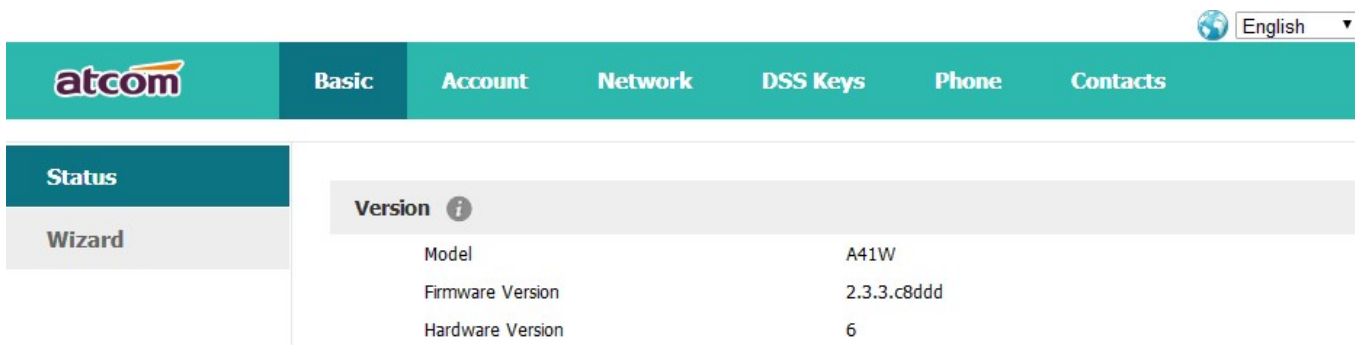 English
atcom Basic Account Network DSS Keys Phone Contacts
Status
Version
Wizard
Model A41W
Firmware Version 2.3.3.c8ddd
Hardware Version 6